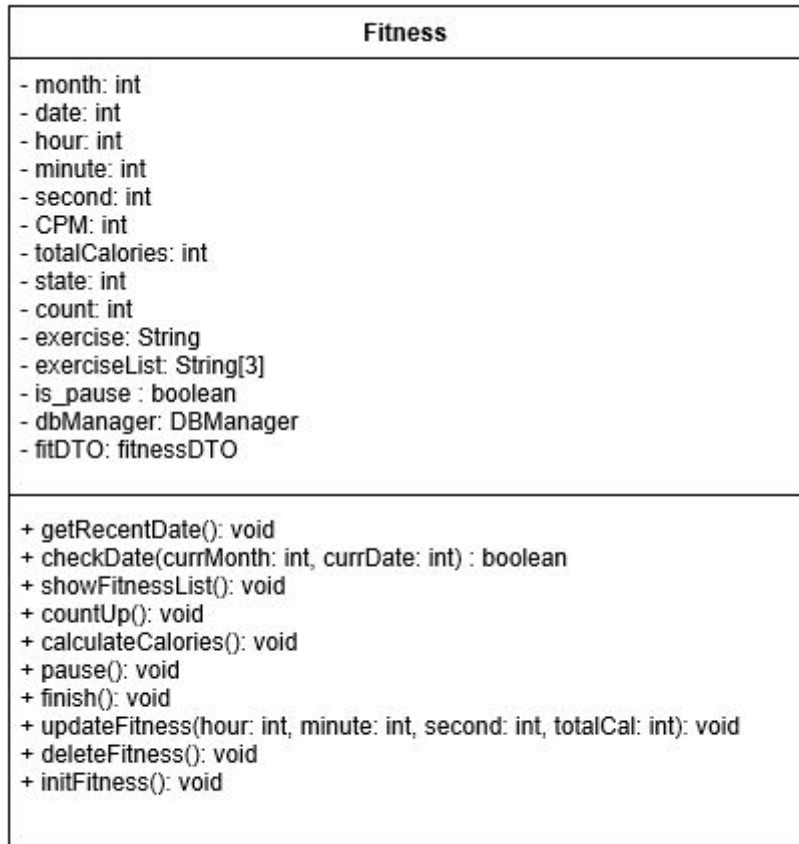 Fitness
- month: int
- date: int
- hour: int
- minute: int
- second: int
- CPM: int
- totalCalories: int
- state: int
- count: int
- exercise: String
- exerciseList: String[3]
- is_pause : boolean
- dbManager: DBManager
- fitDTO: fitnessDTO
+ getRecentDate(): void
+ checkDate(currMonth: int, currDate: int) : boolean
+ showFitnessList(): void
+ countUp(): void
+ calculateCalories(): void
+ pause(): void
+ finish(): void
+ updateFitness(hour: int, minute: int, second: int, totalCal: int): void
+ deleteFitness(): void
+ initFitness(): void